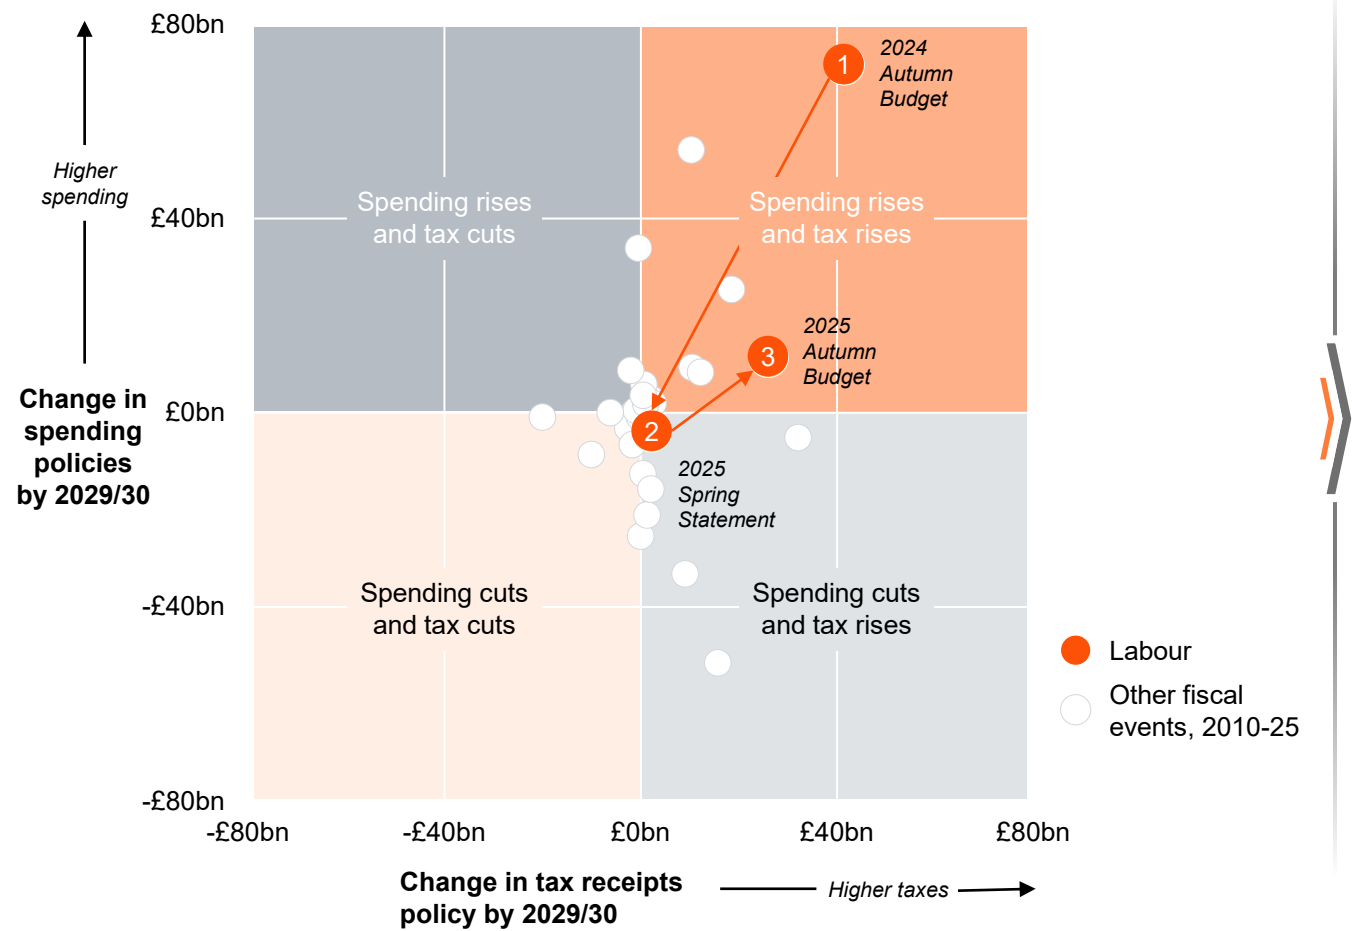 £80bn
Higher
spending
£40bn
Change in
spending
policies
by 2029/30
£0bn
-£40bn
-£80bn
Spending rises
and tax cuts
Spending rises
and tax rises
Spending cuts
and tax cuts
Spending cuts
and tax rises
1
2024
Autumn
Budget
3
2025
Autumn
Budget
2
2025
Spring
Statement
Labour
Other fiscal
events, 2010-25
-£80bn
-£40bn
£0bn
£40bn
£80bn
Change in tax receipts
policy by 2029/30
Higher taxes